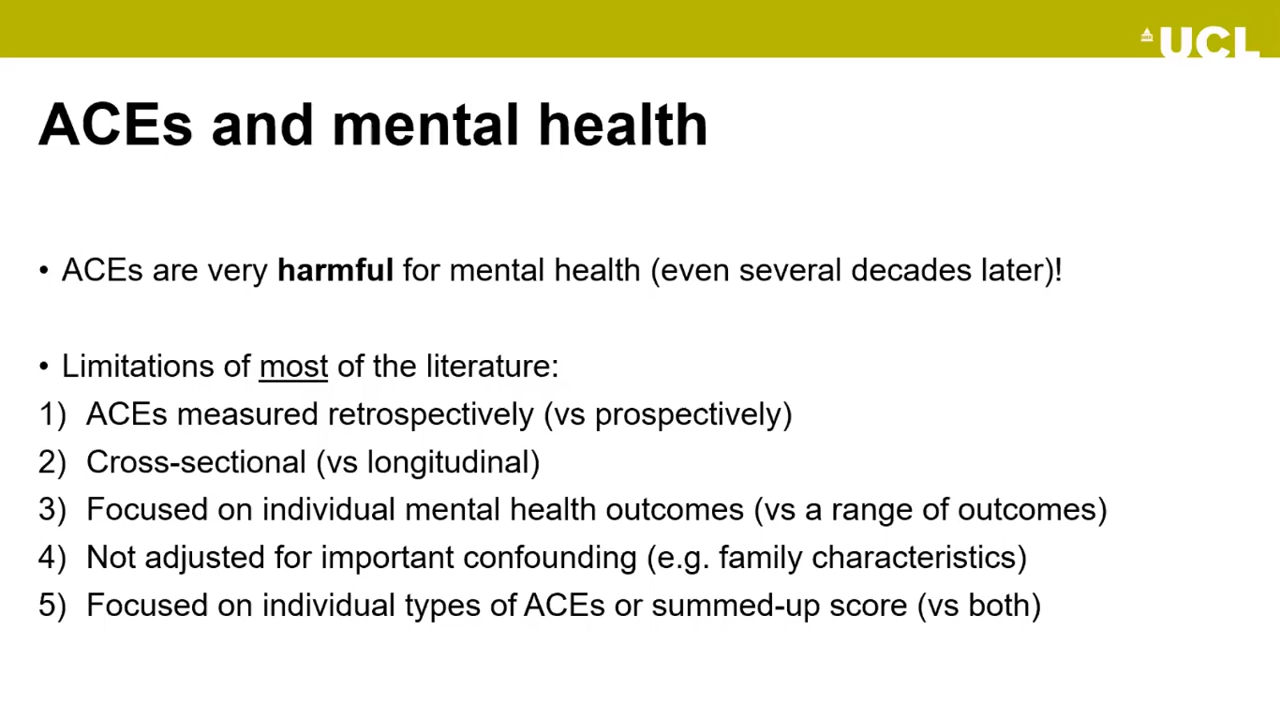 UCL
ACEs and mental health
• ACEs are very harmful for mental health (even several decades later)!
• Limitations of most of the literature:
1) ACEs measured retrospectively (vs prospectively)
2) Cross-sectional (vs longitudinal)
3) Focused on individual mental health outcomes (vs a range of outcomes)
4) Not adjusted for important confounding (e.g. family characteristics)
5) Focused on individual types of ACEs or summed-up score (vs both)